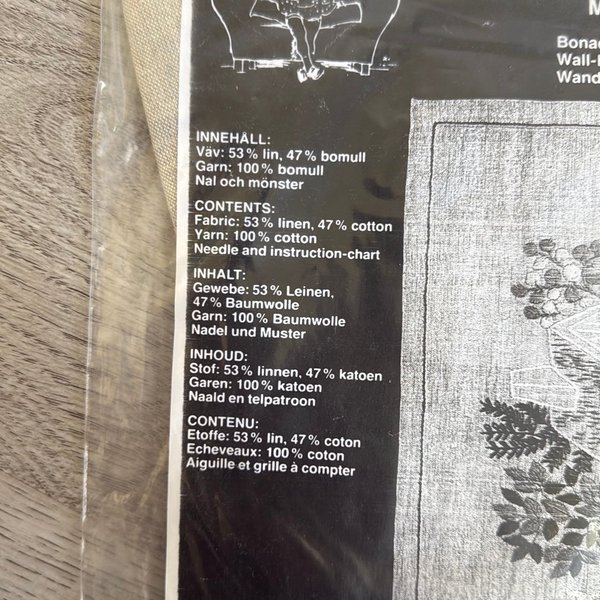 M
Bona
Wall-
Wand
INNEHÅLL:
Väv: 53% lin, 47% bomull
Garn: 100% bomull
Nal och mönster
CONTENTS:
Fabric: 53% linen, 47% cotton
Yarn: 100% cotton
Needle and instruction-chart
INHALT:
Gewebe: 53% Leinen,
47% Baumwolle
Garn: 100% Baumwolle
Nadel und Muster
INHOUD:
Stof: 53% linnen, 47% katoen
Garen: 100% katoen
Naald en telpatroon
CONTENU:
Etoffe: 53% lin, 47% coton
Echeveaux: 100% coton
Aiguille et grille à compter